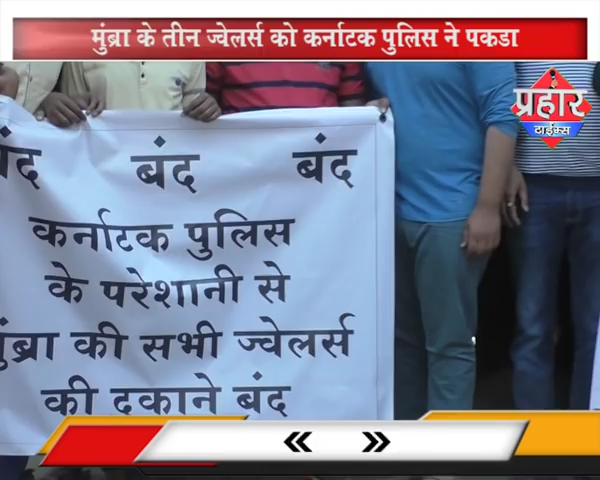 मुंब्रा के तीन ज्वेलर्स को कर्नाटक पुलिस ने पकडा
प्रहार
टाईम्स
बंद बंद बंद
कर्नाटक पुलिस
के परेशानी से
मुंब्रा की सभी ज्वेलर्स
की दुकाने बंद